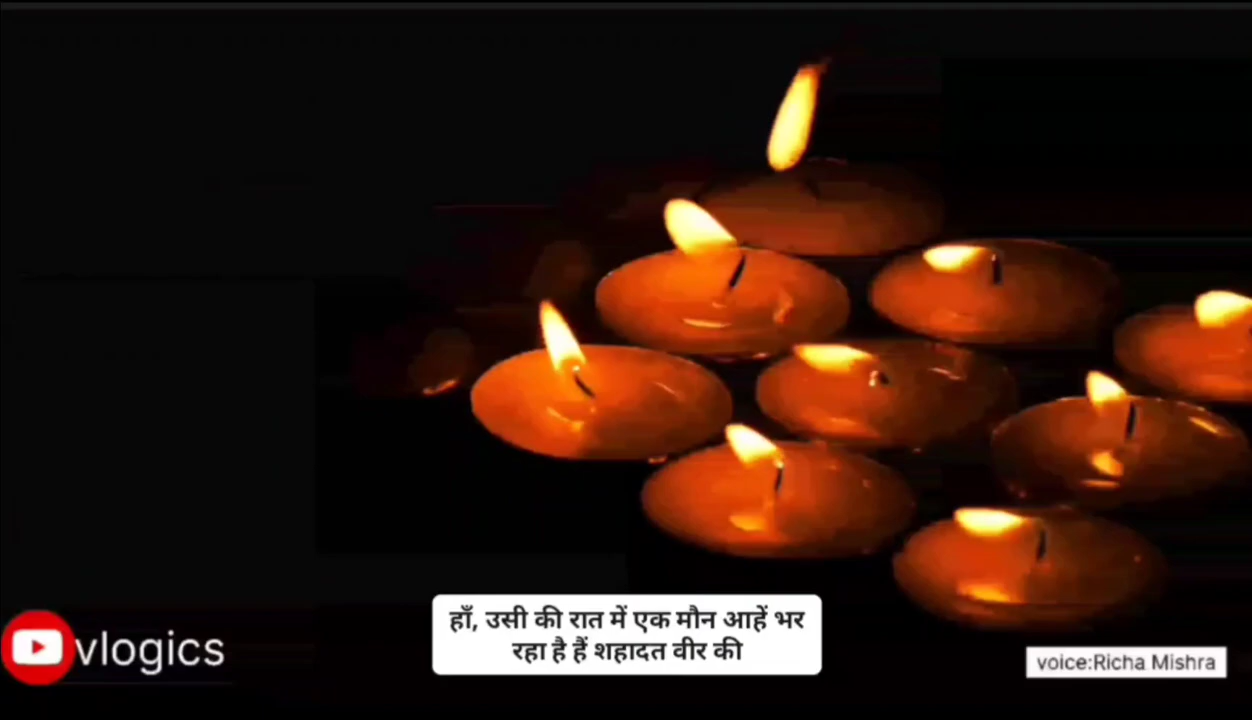 हाँ, उसी की रात में एक मौन आहें भर
रहा है हैं शहादत वीर की
vlogics
voice:Richa Mishra